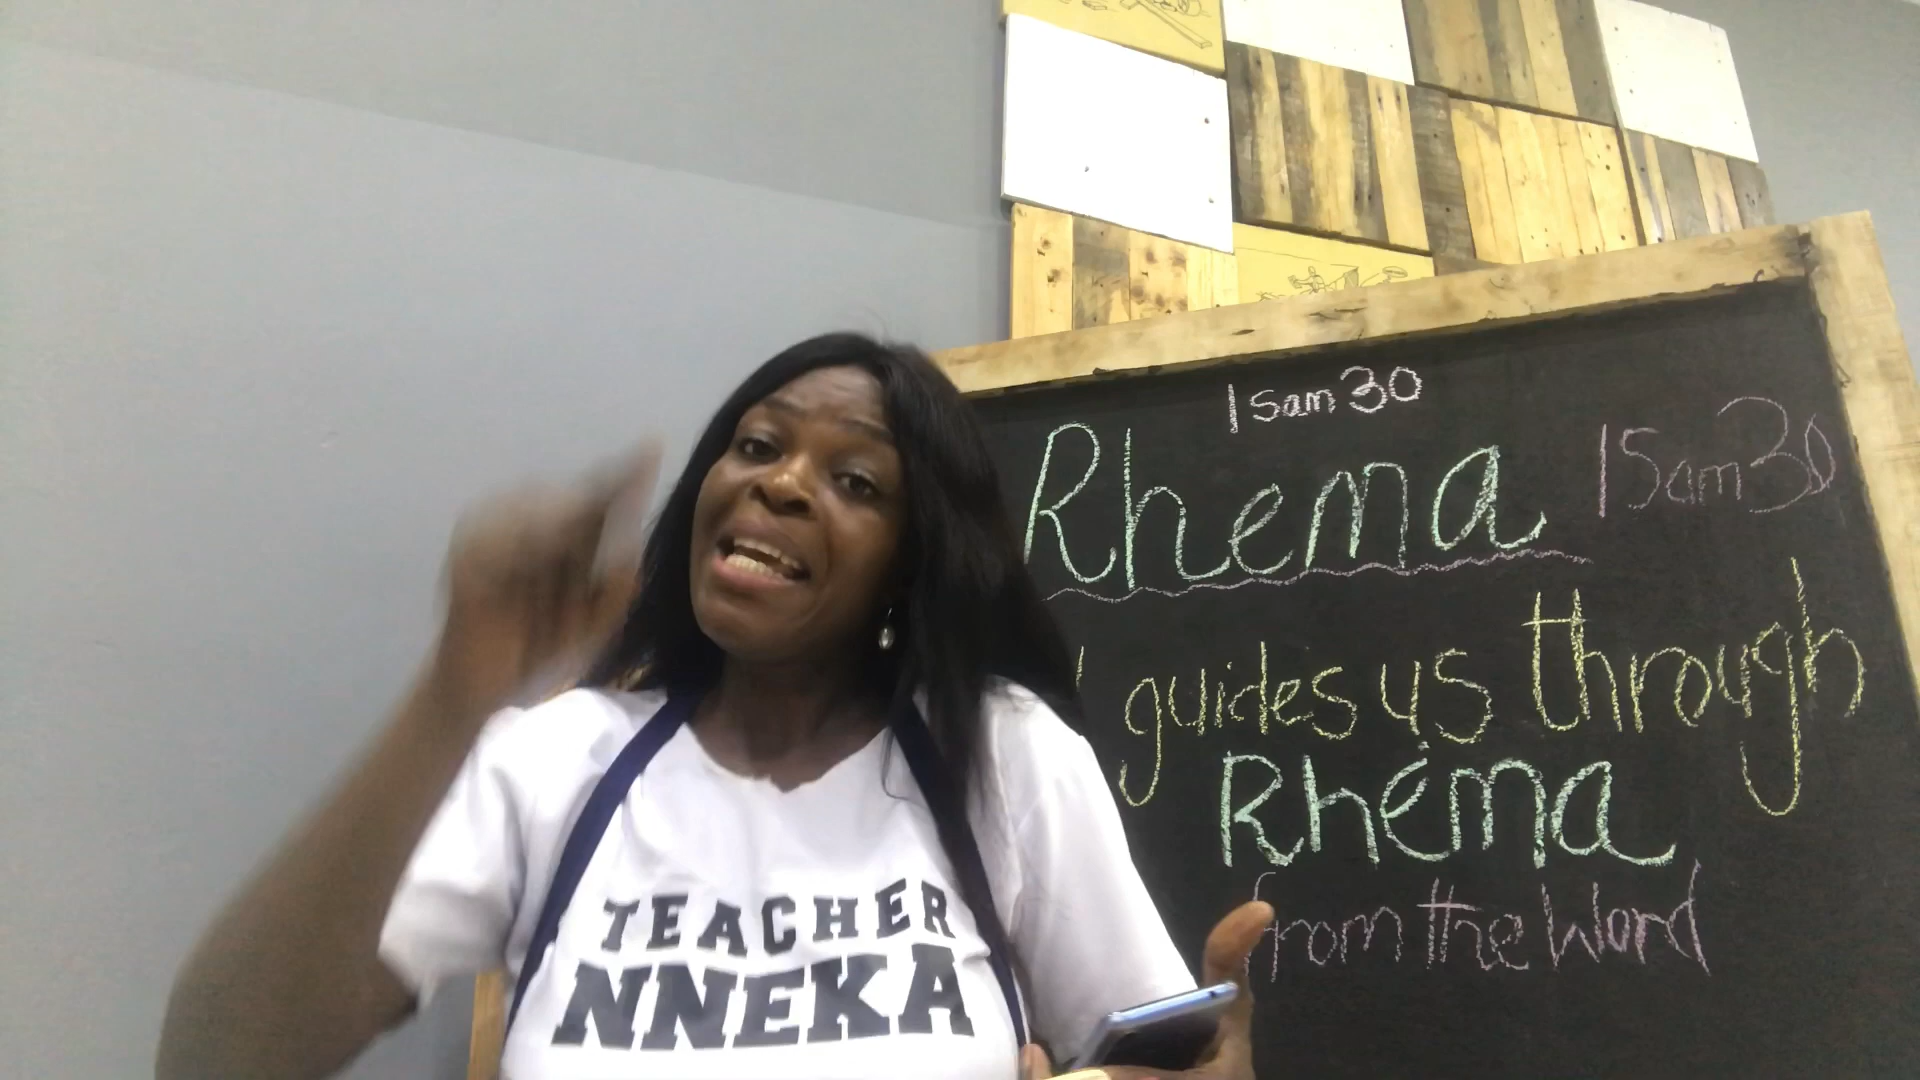 1 Sam 30
Rhema
1 Sam 30
guides us through
Rhema
from the Word
TEACHER
NNEKA